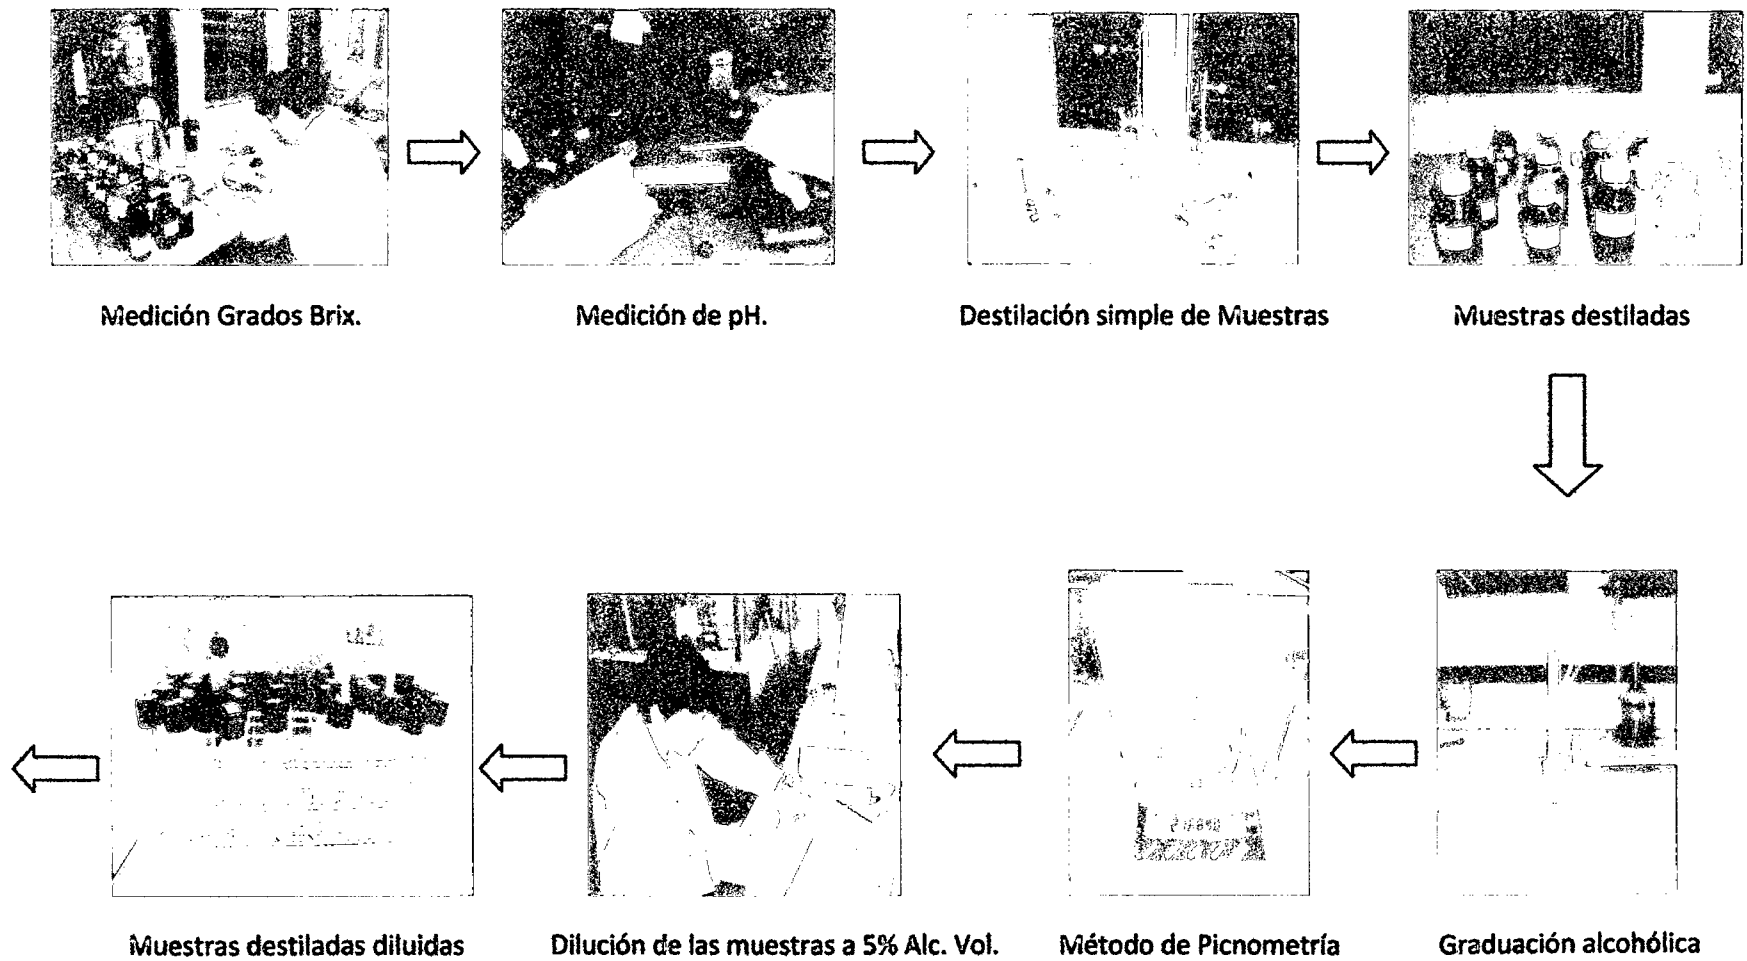 Medición Grados Brix.
Medición de pH.
Destilación simple de Muestras
Muestras destiladas
Graduación alcohólica
Método de Picnometría
Dilución de las muestras a 5% Alc. Vol.
Muestras destiladas diluidas